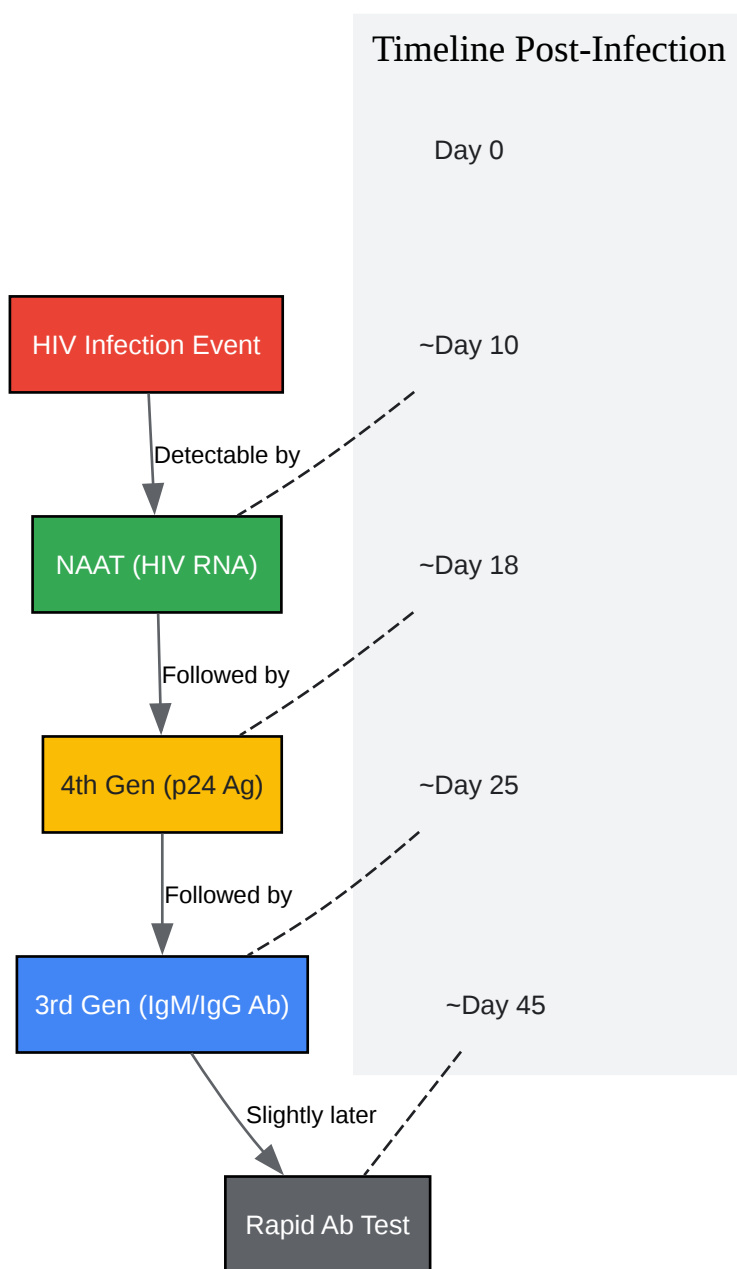 Timeline Post-Infection
Day 0
HIV Infection Event
~Day 10
Detectable by
NAAT (HIV RNA)
~Day 18
Followed by
4th Gen (p24 Ag)
~Day 25
Followed by
3rd Gen (IgM/IgG Ab)
~Day 45
Slightly later
Rapid Ab Test